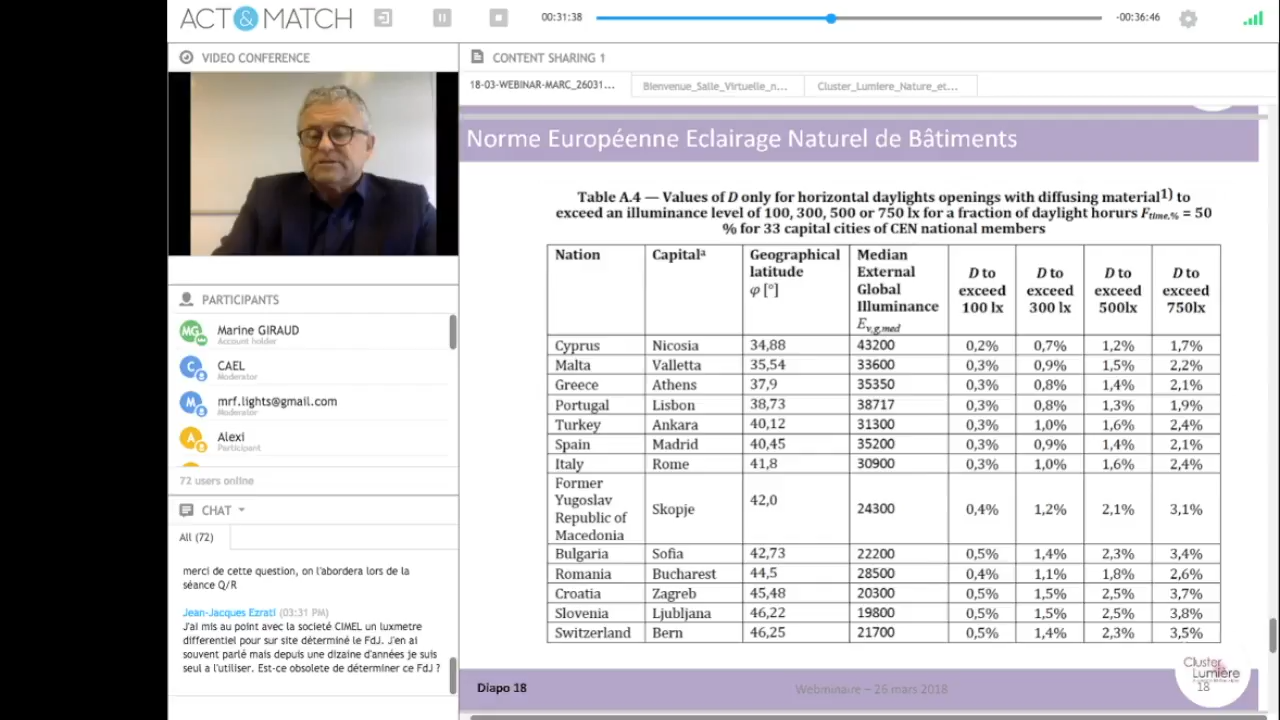 ACT & MATCH
00:31:38
-00:36:46
VIDEO CONFERENCE
PARTICIPANTS
MG
Marine GIRAUD
Account holder
C
CAEL
Moderator
M
mrf.lights@gmail.com
Moderator
A
Alexi
Participant
72 users online
CHAT
All (72)
merci de cette question, on l'abordera lors de la
séance Q/R
Jean-Jacques Ezrati (03:31 PM)
J'ai mis au point avec la societé CIMEL un luxmetre
differentiel pour sur site déterminé le FdJ. J'en ai
souvent parlé mais depuis une dizaine d'années je suis
seul a l'utiliser. Est-ce obsolete de déterminer ce FdJ ?
CONTENT SHARING 1
18-03-WEBINAR-MARC_26031...
Bienvenue_Salle_Virtuelle_n...
Cluster_Lumiere_Nature_et...
Norme Européenne Eclairage Naturel de Bâtiments
Table A.4 — Values of D only for horizontal daylights openings with diffusing material1) to
exceed an illuminance level of 100, 300, 500 or 750 lx for a fraction of daylight horurs Ftime,% = 50
% for 33 capital cities of CEN national members
Nation Capitala Geographical latitude φ [°] Median External Global Illuminance Ev,g,med D to exceed 100 lx D to exceed 300 lx D to exceed 500lx D to exceed 750lx
Cyprus Nicosia 34,88 43200 0,2% 0,7% 1,2% 1,7%
Malta Valletta 35,54 33600 0,3% 0,9% 1,5% 2,2%
Greece Athens 37,9 35350 0,3% 0,8% 1,4% 2,1%
Portugal Lisbon 38,73 38717 0,3% 0,8% 1,3% 1,9%
Turkey Ankara 40,12 31300 0,3% 1,0% 1,6% 2,4%
Spain Madrid 40,45 35200 0,3% 0,9% 1,4% 2,1%
Italy Rome 41,8 30900 0,3% 1,0% 1,6% 2,4%
Former Yugoslav Republic of Macedonia Skopje 42,0 24300 0,4% 1,2% 2,1% 3,1%
Bulgaria Sofia 42,73 22200 0,5% 1,4% 2,3% 3,4%
Romania Bucharest 44,5 28500 0,4% 1,1% 1,8% 2,6%
Croatia Zagreb 45,48 20300 0,5% 1,5% 2,5% 3,7%
Slovenia Ljubljana 46,22 19800 0,5% 1,5% 2,5% 3,8%
Switzerland Bern 46,25 21700 0,5% 1,4% 2,3% 3,5%
Diapo 18
Webminaire – 26 mars 2018
Cluster
Lumière
18